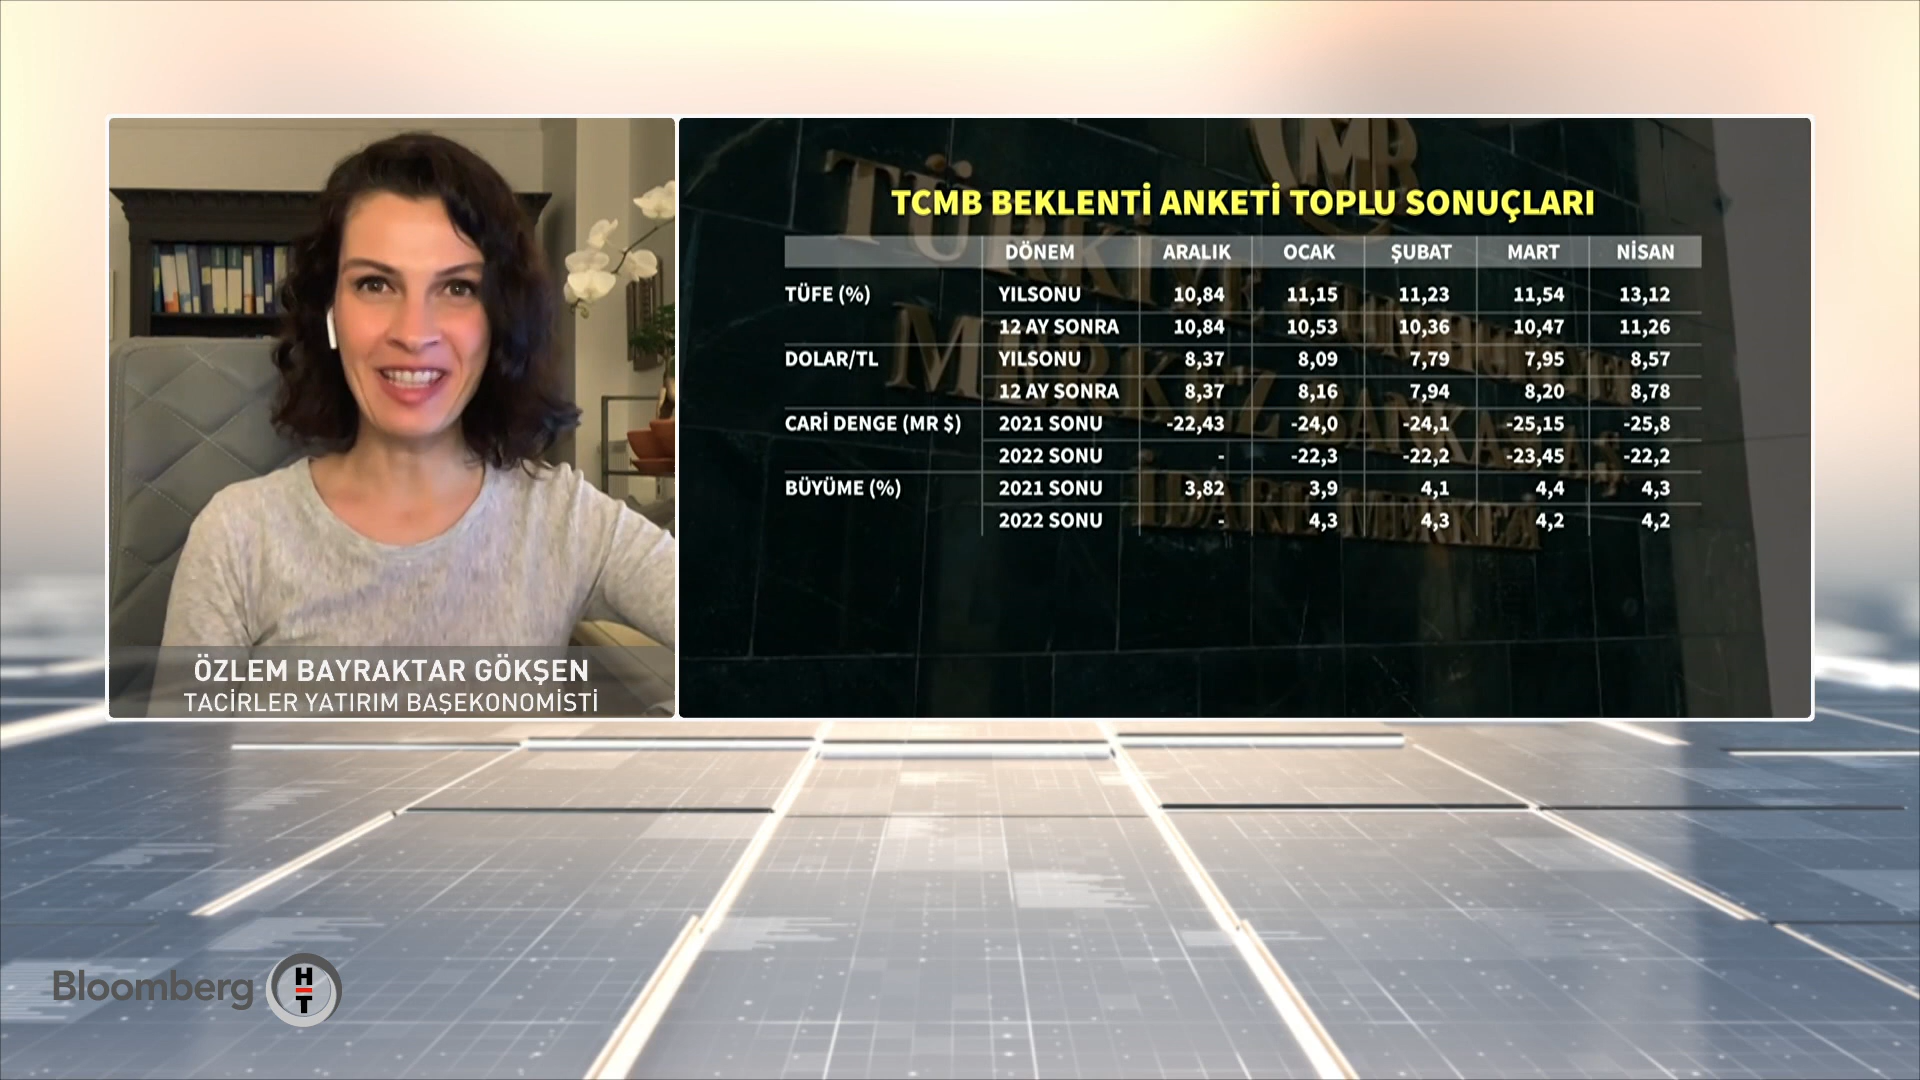 TCMB BEKLENTİ ANKETİ TOPLU SONUÇLARI
DÖNEM ARALIK OCAK ŞUBAT MART NİSAN
TÜFE (%) YILSONU 10,84 11,15 11,23 11,54 13,12
12 AY SONRA 10,84 10,53 10,36 10,47 11,26
DOLAR/TL YILSONU 8,37 8,09 7,79 7,95 8,57
12 AY SONRA 8,37 8,16 7,94 8,20 8,78
CARİ DENGE (MR $) 2021 SONU -22,43 -24,0 -24,1 -25,15 -25,8
2022 SONU - -22,3 -22,2 -23,45 -22,2
BÜYÜME (%) 2021 SONU 3,82 3,9 4,1 4,4 4,3
2022 SONU - 4,3 4,3 4,2 4,2
ÖZLEM BAYRAKTAR GÖKŞEN
TACİRLER YATIRIM BAŞEKONOMİSTİ
Bloomberg HT